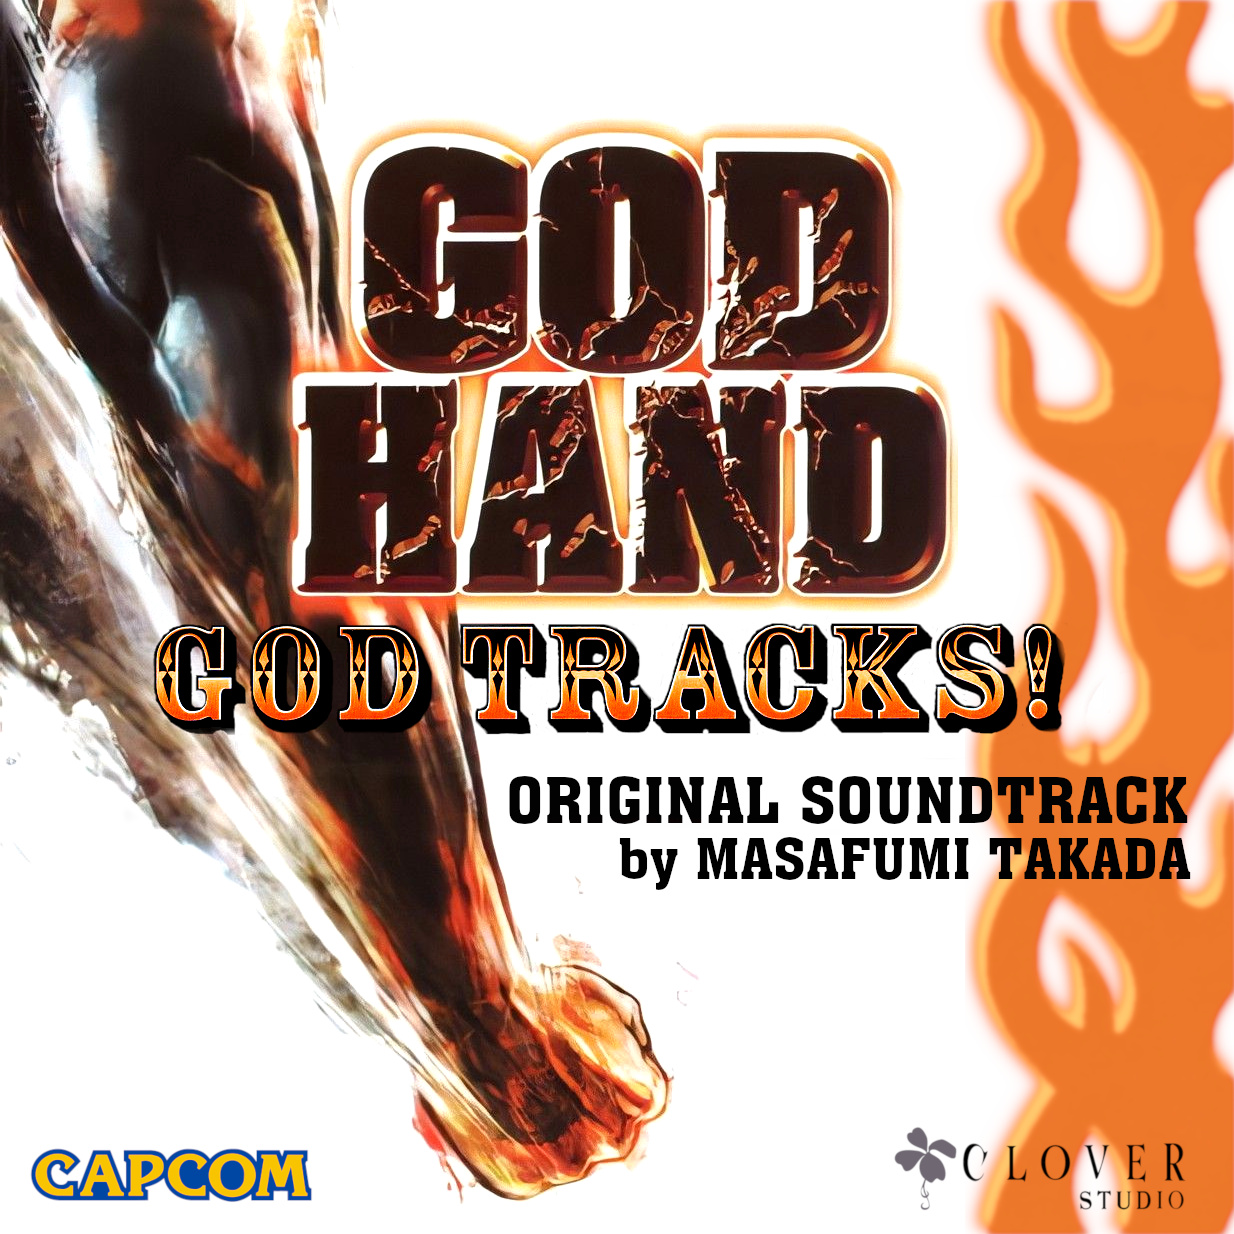 GOD
HAND
GOD TRACKS!
ORIGINAL SOUNDTRACK
by MASAFUMI TAKADA
CAPCOM
CLOVER
STUDIO